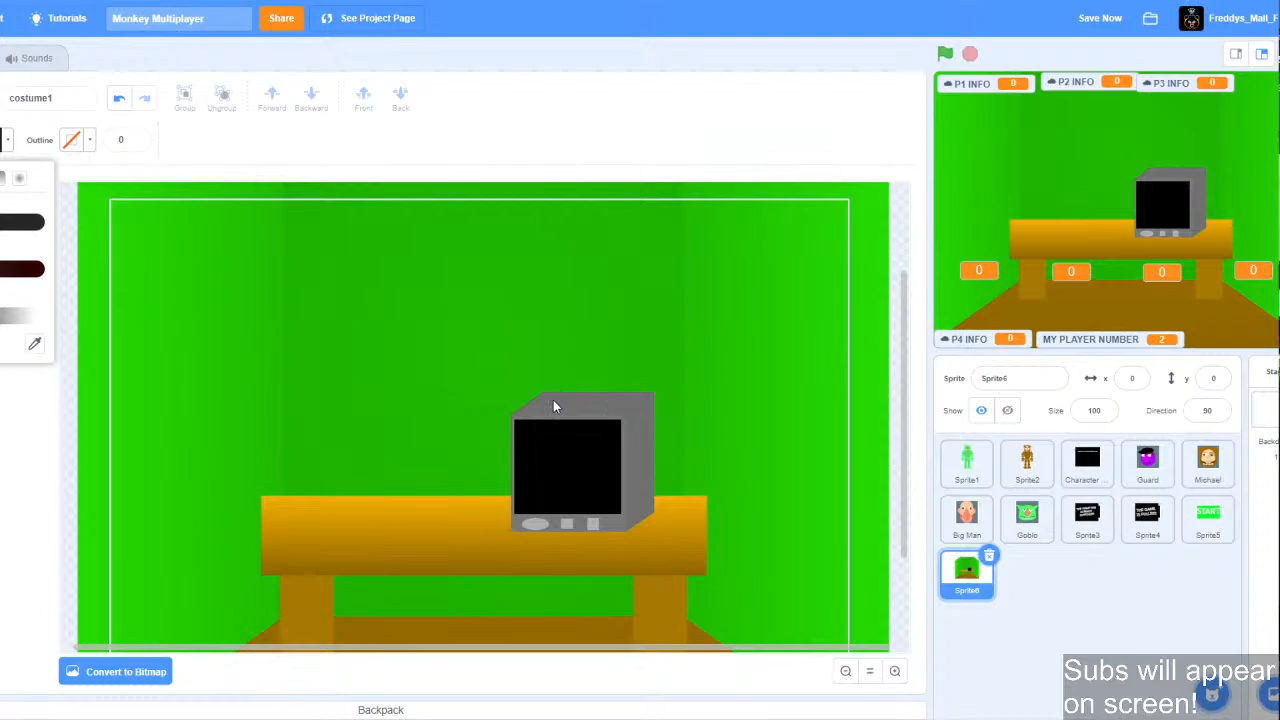 t Tutorials Monkey Multiplayer Share See Project Page Save Now Freddys_Mail_F
Sounds
costume1 Group Ungroup Forward Backward Front Back
Outline 0
P1 INFO 0 P2 INFO 0 P3 INFO 0
0 0 0 0
P4 INFO 0 MY PLAYER NUMBER 2
Sprite Sprite6 x 0 y 0
Show Size 100 Direction 90
Sprite1 Sprite2 Character ... Guard Michael
START
Big Man Goblo Sprite3 Sprite4 Sprite5
Sprite6
Convert to Bitmap
Backpack
Subs will appear
on screen!